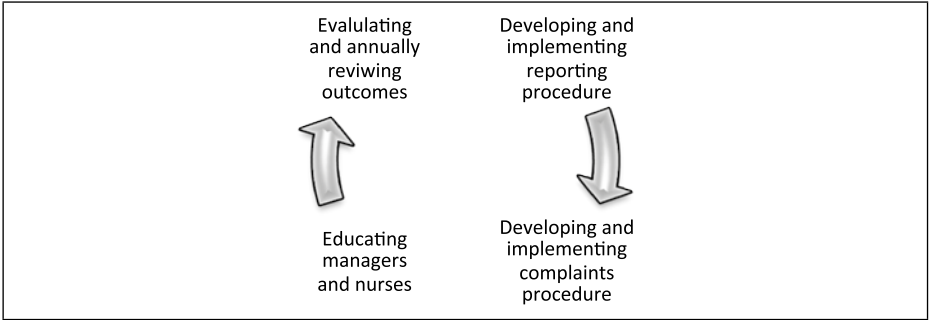 Evalulating
and annually
reviwing
outcomes
Developing and
implementing
reporting
procedure
Educating
managers
and nurses
Developing and
implementing
complaints
procedure